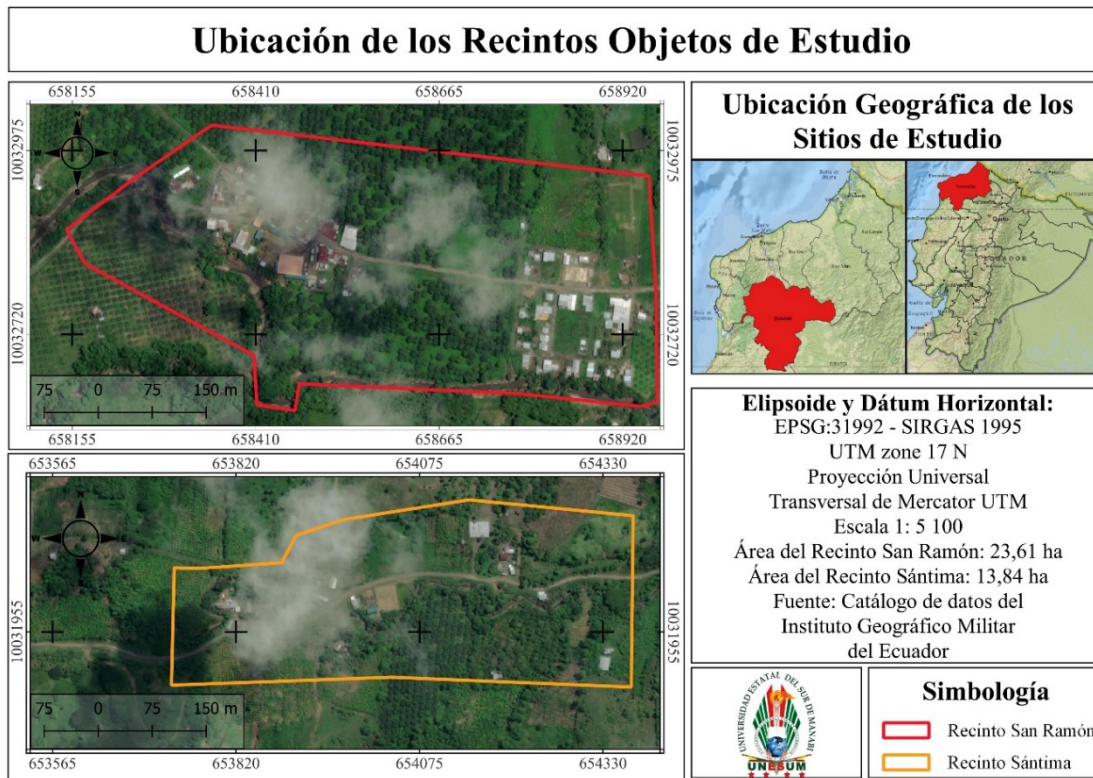 Ubicación de los Recintos Objetos de Estudio
658155 658410 658665 658920
10032975 10032975
N
W E
S
10032720 10032720
75 0 75 150 m
658155 658410 658665 658920
653565 653820 654075 654330
N
W E
S
10031955 10031955
75 0 75 150 m
653565 653820 654075 654330
Ubicación Geográfica de los
Sitios de Estudio
ECUADOR
Quito
Elipsoide y Dátum Horizontal:
EPSG:31992 - SIRGAS 1995
UTM zone 17 N
Proyección Universal
Transversal de Mercator UTM
Escala 1: 5 100
Área del Recinto San Ramón: 23,61 ha
Área del Recinto Sántima: 13,84 ha
Fuente: Catálogo de datos del
Instituto Geográfico Militar
del Ecuador
UNIVERSIDAD ESTATAL DEL SUR DE MANABÍ
UNESUM
Simbología
Recinto San Ramón
Recinto Sántima